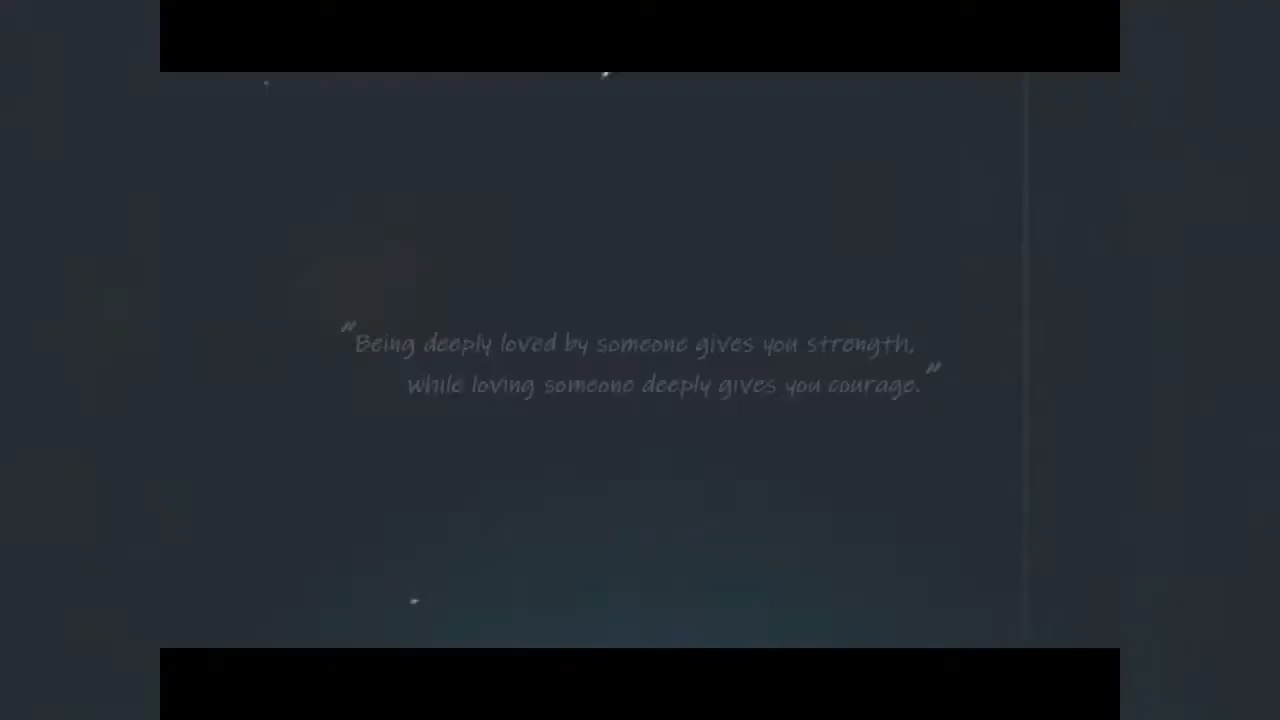 "Being deeply loved by someone gives you strength,
while loving someone deeply gives you courage."